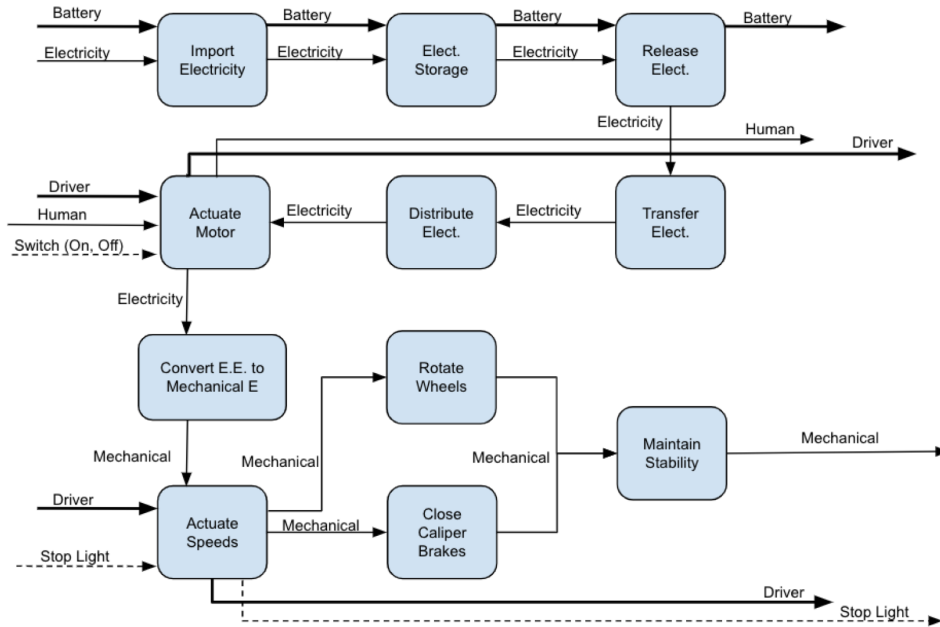 Battery
Battery
Battery
Battery
Electricity
Import
Electricity
Electricity
Elect.
Storage
Electricity
Release
Elect.
Electricity
Human
Driver
Driver
Human
Switch (On, Off)
Actuate
Motor
Electricity
Distribute
Elect.
Electricity
Transfer
Elect.
Electricity
Convert E.E. to
Mechanical E
Rotate
Wheels
Mechanical
Mechanical
Mechanical
Maintain
Stability
Mechanical
Driver
Stop Light
Actuate
Speeds
Mechanical
Close
Caliper
Brakes
Driver
Stop Light